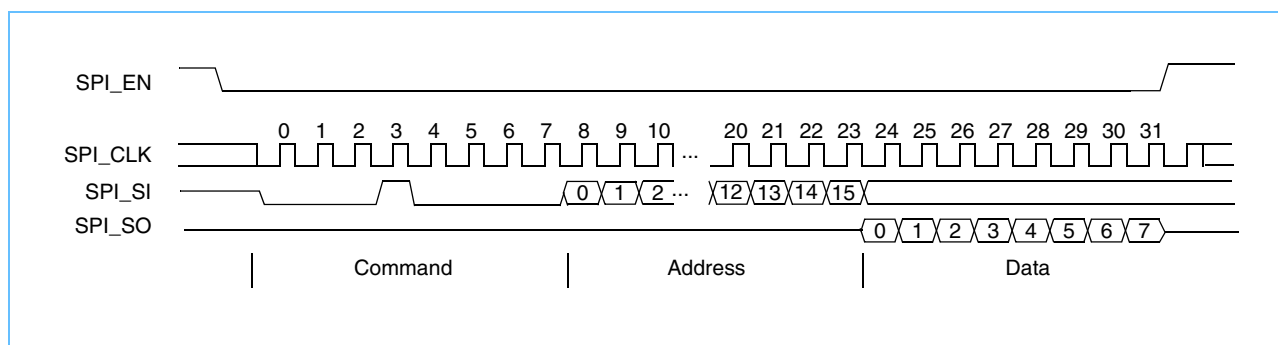 SPI_EN
0 1 2 3 4 5 6 7 8 9 10 20 21 22 23 24 25 26 27 28 29 30 31
SPI_CLK ...
SPI_SI 0 1 2 ... 12 13 14 15
SPI_SO 0 1 2 3 4 5 6 7
Command Address Data